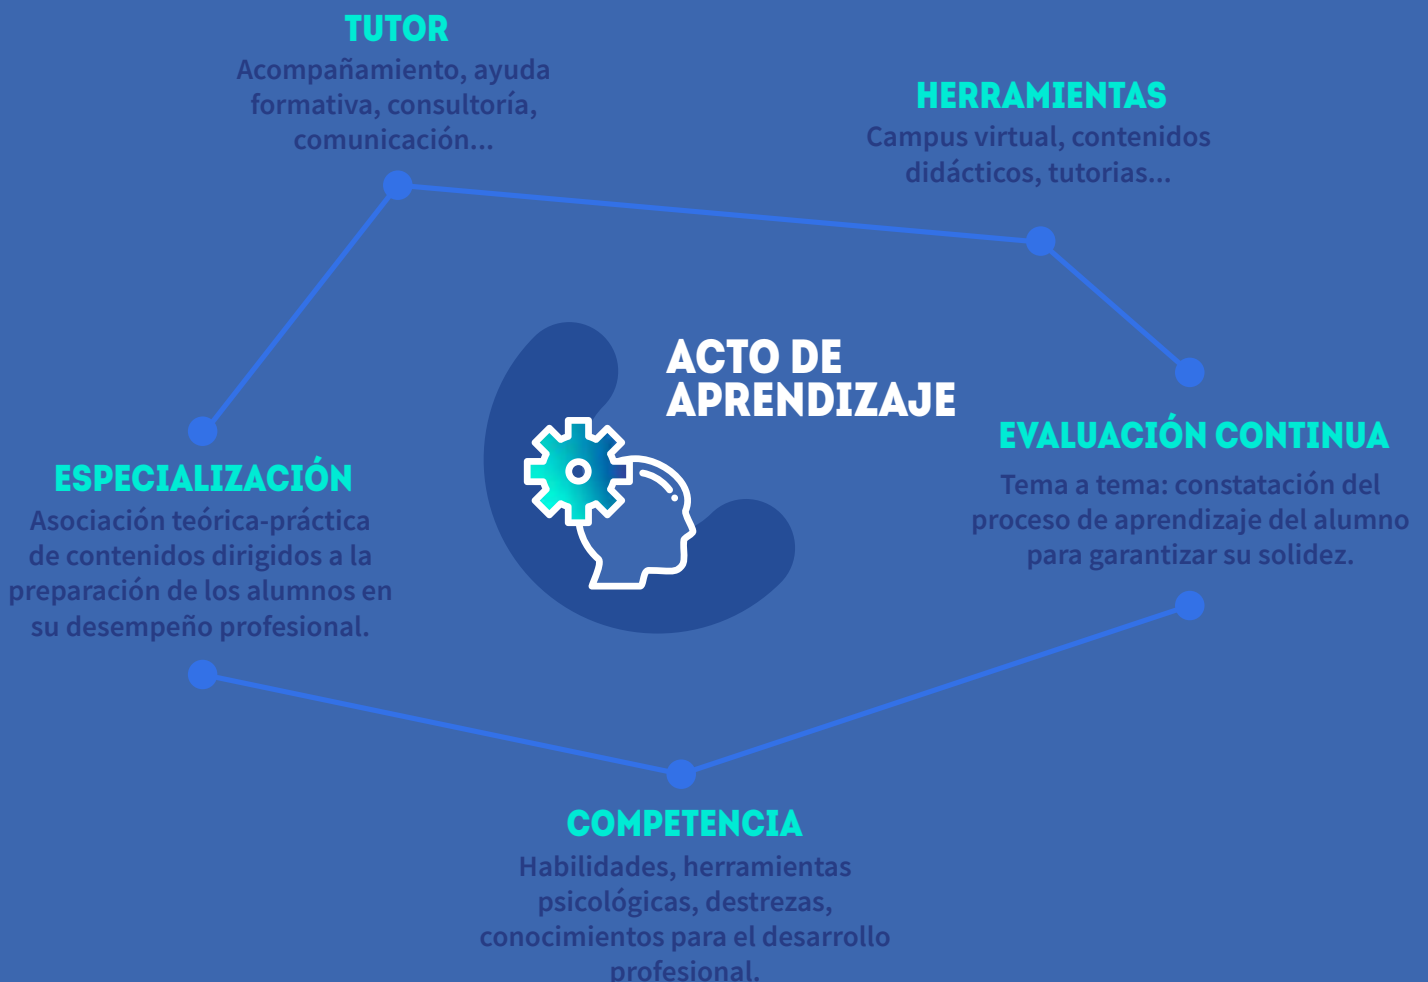 TUTOR
Acompañamiento, ayuda
formativa, consultoría,
comunicación...
HERRAMIENTAS
Campus virtual, contenidos
didácticos, tutorias...
ACTO DE
APRENDIZAJE
EVALUACIÓN CONTINUA
Tema a tema: constatación del
proceso de aprendizaje del alumno
para garantizar su solidez.
ESPECIALIZACIÓN
Asociación teórica-práctica
de contenidos dirigidos a la
preparación de los alumnos en
su desempeño profesional.
COMPETENCIA
Habilidades, herramientas
psicológicas, destrezas,
conocimientos para el desarrollo
profesional.